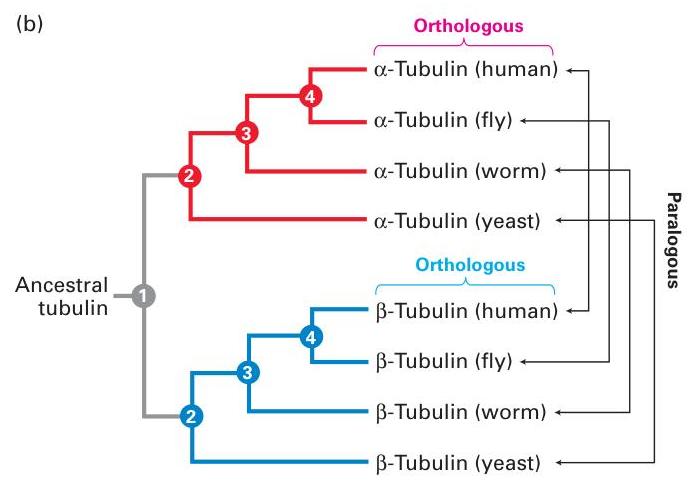 (b)
Orthologous
α-Tubulin (human)
4
α-Tubulin (fly)
3
α-Tubulin (worm)
2
α-Tubulin (yeast)
Paralogous
Orthologous
Ancestral
tubulin
1
β-Tubulin (human)
4
β-Tubulin (fly)
3
β-Tubulin (worm)
2
β-Tubulin (yeast)